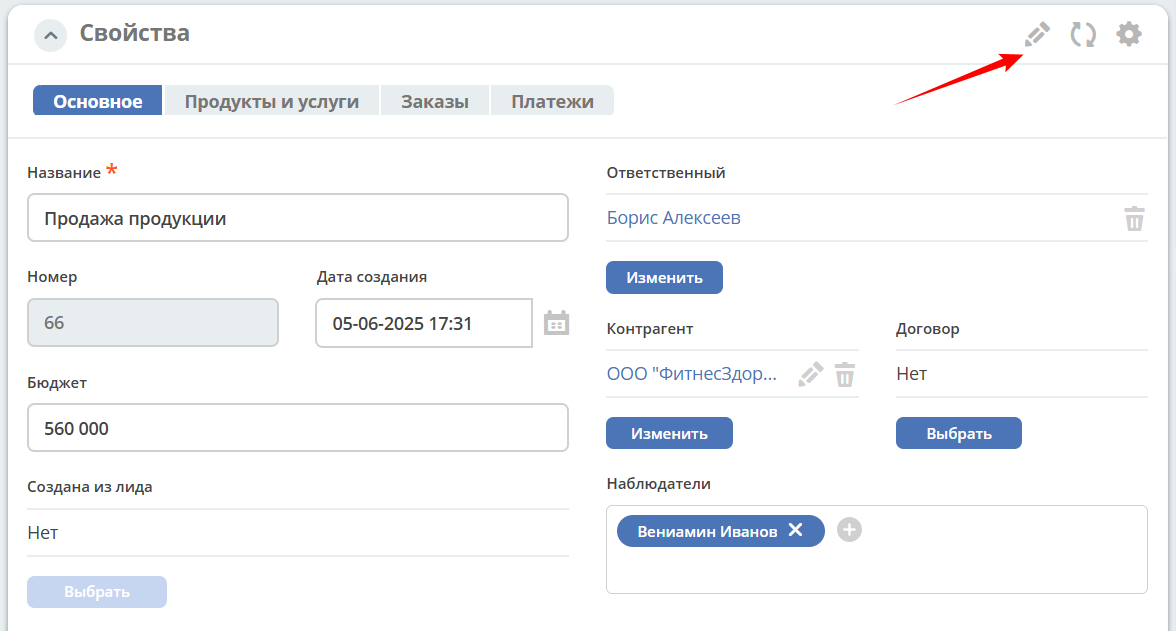 Свойства
Основное
Продукты и услуги
Заказы
Платежи
Название *
Продажа продукции
Номер
Дата создания
66
05-06-2025 17:31
Бюджет
560 000
Создана из лида
Нет
Выбрать
Ответственный
Борис Алексеев
Изменить
Контрагент
Договор
ООО "ФитнесЗдор...
Нет
Изменить
Выбрать
Наблюдатели
Вениамин Иванов